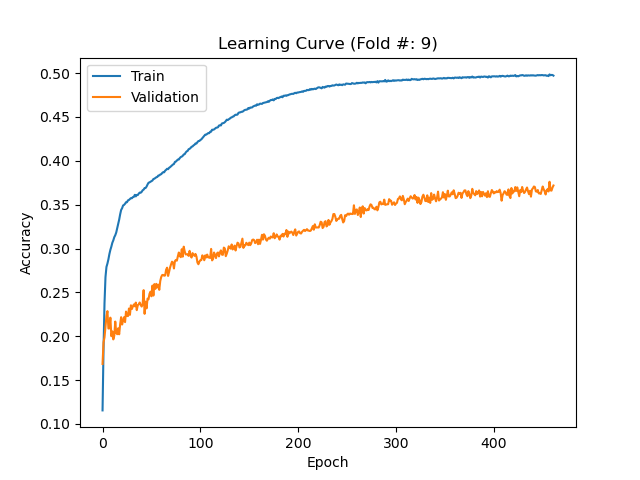 Learning Curve (Fold #: 9)
Train
Validation
Accuracy
0.50
0.45
0.40
0.35
0.30
0.25
0.20
0.15
0.10
0 100 200 300 400
Epoch